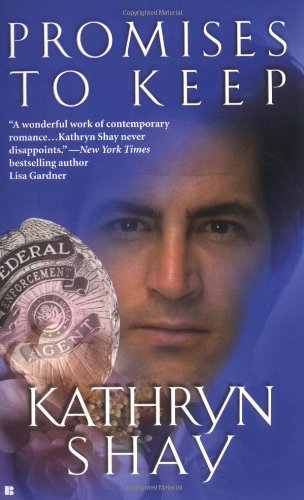 PROMISES
TO KEEP
"A wonderful work of contemporary
romance...Kathryn Shay never
disappoints."—New York Times
bestselling author
Lisa Gardner
FEDERAL
ENFORCEMENT
AGENT
KATHRYN
SHAY
B